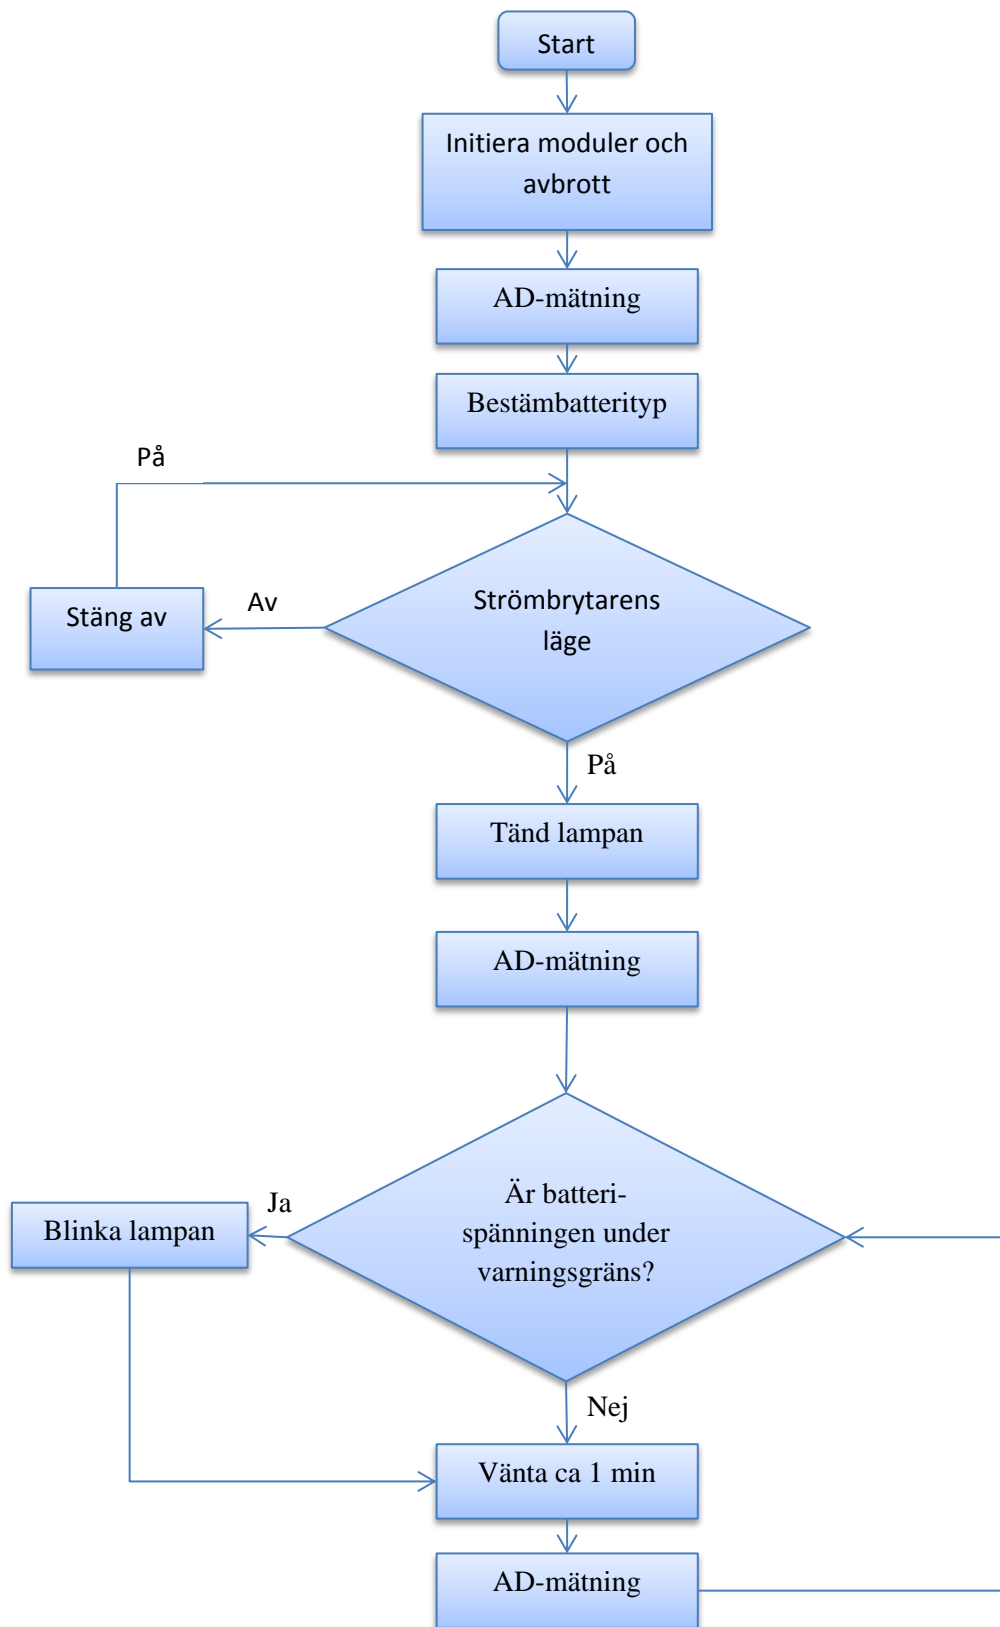 Start
Initiera moduler och
avbrott
AD-mätning
Bestämbatterityp
På
Strömbrytarens
läge
Av
Stäng av
På
Tänd lampan
AD-mätning
Är batteri-
spänningen under
varningsgräns?
Ja
Blinka lampan
Nej
Vänta ca 1 min
AD-mätning